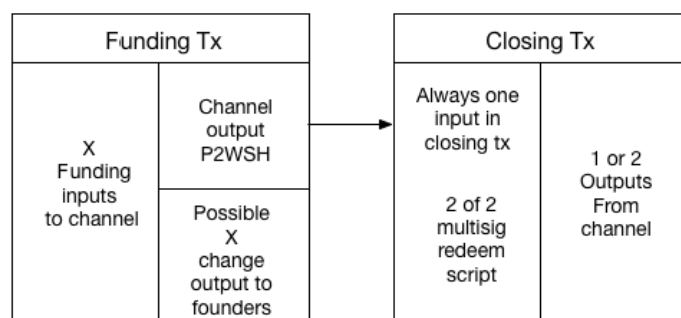 Funding Tx
X
Funding
inputs
to channel
Channel
output
P2WSH
Possible
X
change
output to
founders
Closing Tx
Always one
input in
closing tx
2 of 2
multisig
redeem
script
1 or 2
Outputs
From
channel